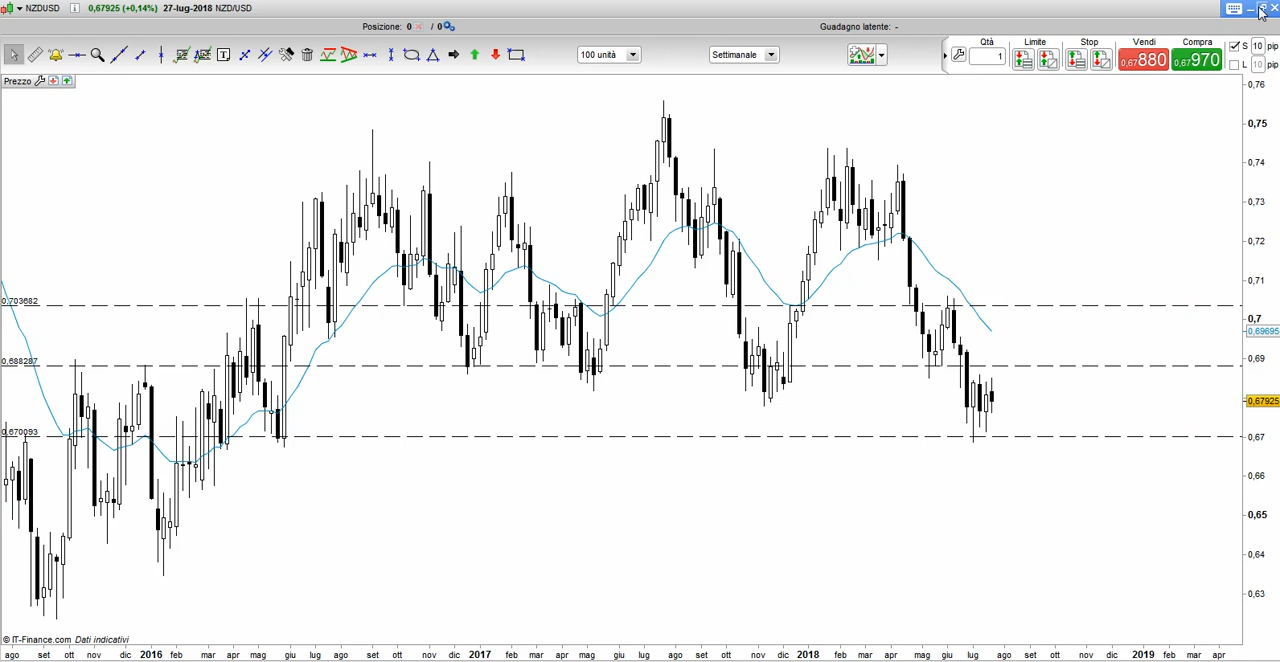 NZDUSD 0,67925 (+0,14%) 27-lug-2018 NZD/USD
Posizione: 0 / 0 Guadagno latente: -
100 unità Settimanale Qtà 1 Limite Stop Vendi 0,67880 Compra 0,67970 S 10 pip
L 10 pip
Prezzo
0,76
0,75
0,74
0,73
0,72
0,71
0,703682
0,7
0,69695
0,688287
0,69
0,67925
0,670093
0,67
0,66
0,65
0,64
0,63
© IT-Finance.com Dati indicativi
ago set ott nov dic 2016 feb mar apr mag giu lug ago set ott nov dic 2017 feb mar apr mag giu lug ago set ott nov dic 2018 feb mar apr mag giu lug ago set ott nov dic 2019 feb mar apr